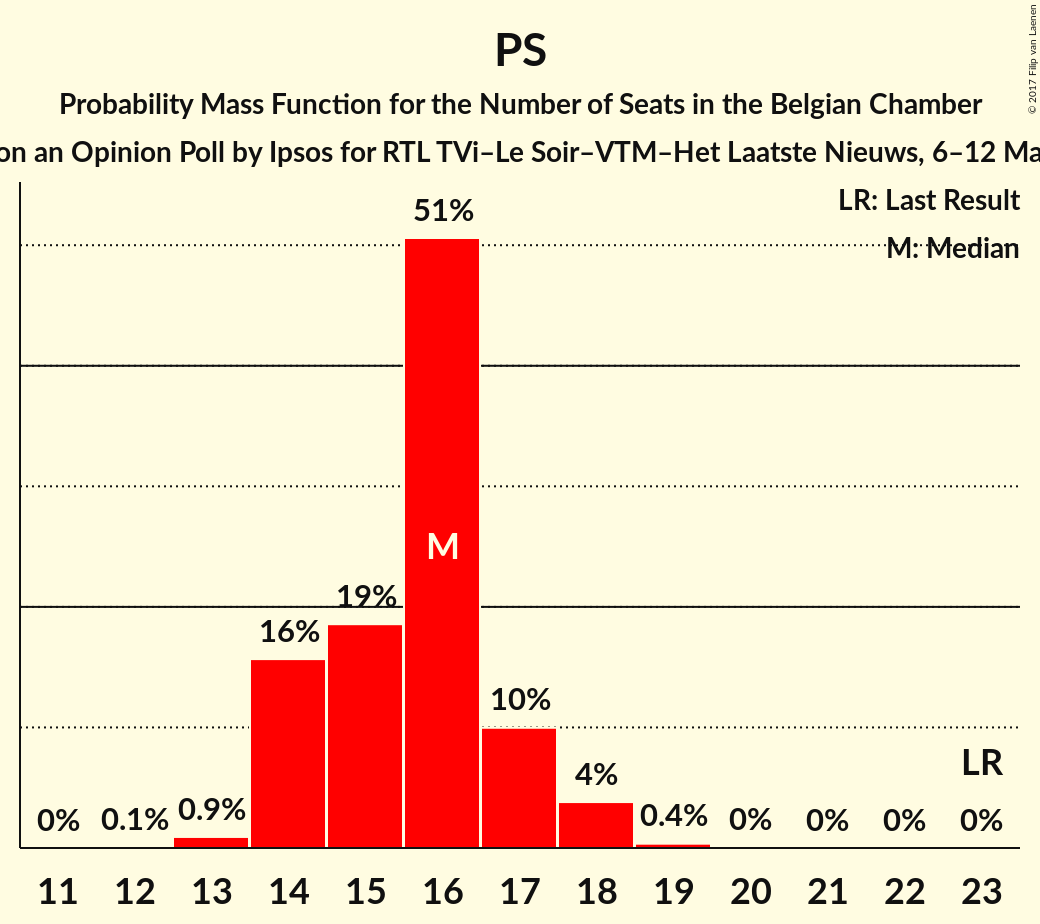 PS
Probability Mass Function for the Number of Seats in the Belgian Chamber
on an Opinion Poll by Ipsos for RTL TVi–Le Soir–VTM–Het Laatste Nieuws, 6–12 Ma
© 2017 Filip van Laenen
LR: Last Result
M: Median
51%
M
19%
16%
10%
4%
LR
0%
0.1%
0.9%
0.4%
0%
0%
0%
0%
11 12 13 14 15 16 17 18 19 20 21 22 23